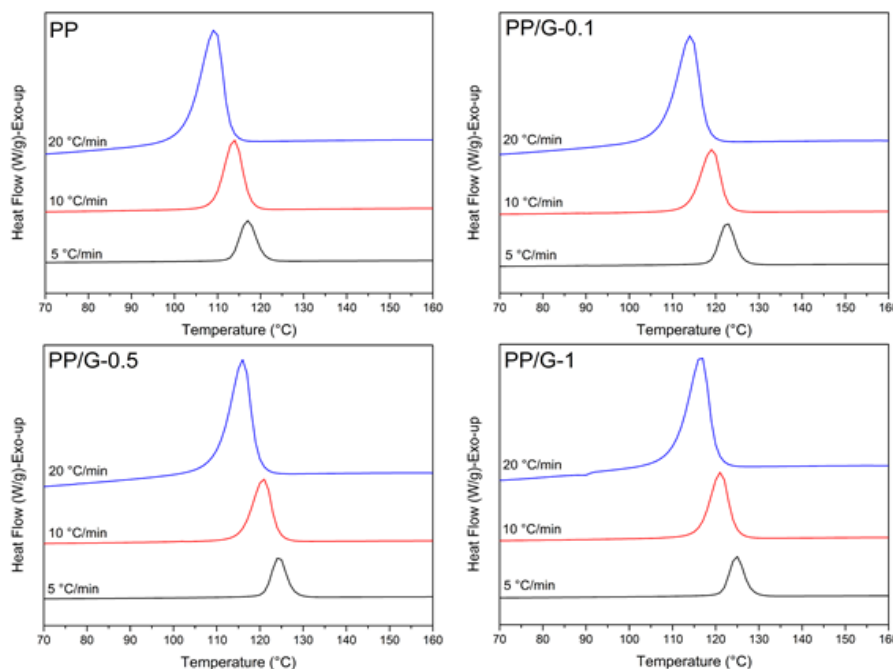 PP
Heat Flow (W/g)-Exo-up
20 °C/min
10 °C/min
5 °C/min
70 80 90 100 110 120 130 140 150 160
Temperature (°C)
PP/G-0.1
Heat Flow (W/g)-Exo-up
20 °C/min
10 °C/min
5 °C/min
70 80 90 100 110 120 130 140 150 160
Temperature (°C)
PP/G-0.5
Heat Flow (W/g)-Exo-up
20 °C/min
10 °C/min
5 °C/min
70 80 90 100 110 120 130 140 150 160
Temperature (°C)
PP/G-1
Heat Flow (W/g)-Exo-up
20 °C/min
10 °C/min
5 °C/min
70 80 90 100 110 120 130 140 150 160
Temperature (°C)